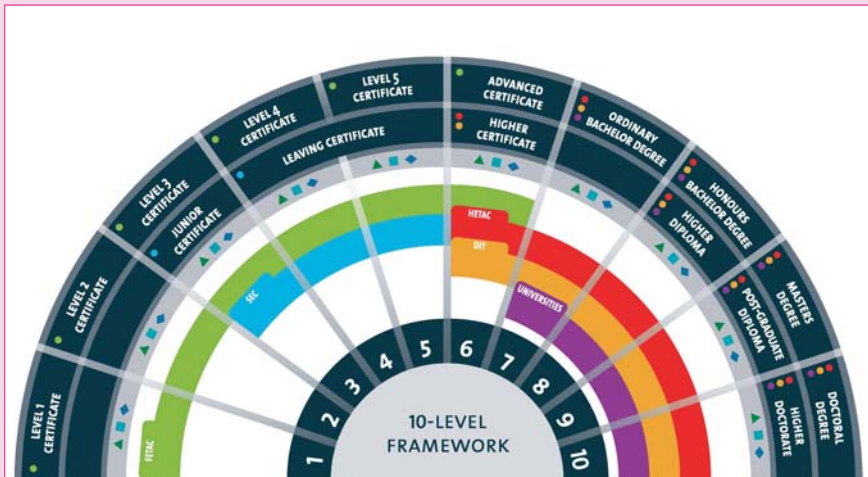 LEVEL 1
CERTIFICATE
LEVEL 2
CERTIFICATE
LEVEL 3
CERTIFICATE
JUNIOR
CERTIFICATE
LEVEL 4
CERTIFICATE
LEVEL 5
CERTIFICATE
LEAVING CERTIFICATE
ADVANCED
CERTIFICATE
HIGHER
CERTIFICATE
ORDINARY
BACHELOR DEGREE
HONOURS
BACHELOR DEGREE
HIGHER
DIPLOMA
MASTERS
DEGREE
POST-GRADUATE
DIPLOMA
DOCTORAL
DEGREE
HIGHER
DOCTORATE
FETAC
SEC
HETAC
DIT
UNIVERSITIES
1
2
3
4
5
6
7
8
9
10
10-LEVEL
FRAMEWORK